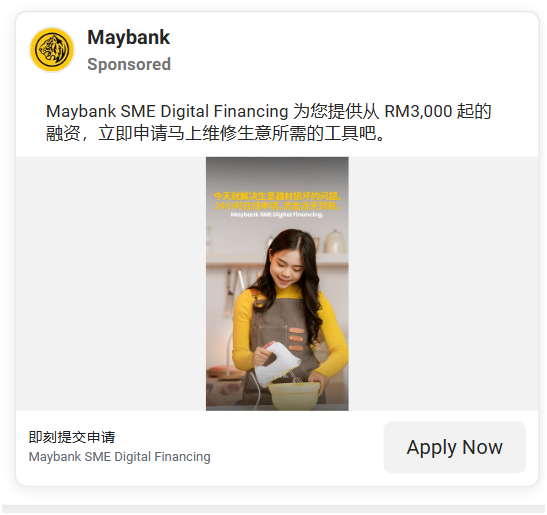 Maybank
Sponsored
Maybank SME Digital Financing 为您提供从 RM3,000 起的
融资，立即申请马上维修生意所需的工具吧。
今天就解决生意器材损坏的问题。
Maybank SME Digital Financing.
即刻提交申请
Maybank SME Digital Financing
Apply Now